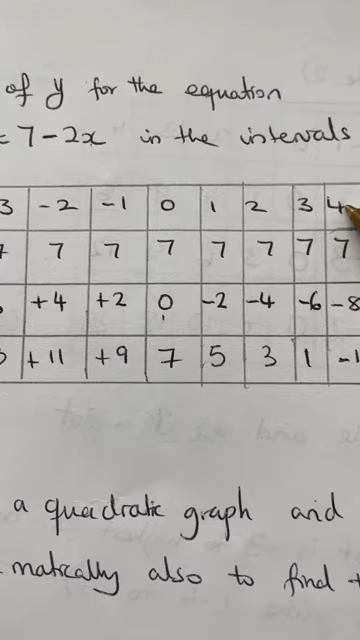 of y for the equation
= 7 - 2x in the intervals
3 -2 -1 0 1 2 3 4
7 7 7 7 7 7 7
+4 +2 0 -2 -4 -6 -8
+11 +9 7 5 3 1 -1
a quadratic graph and
matically also to find